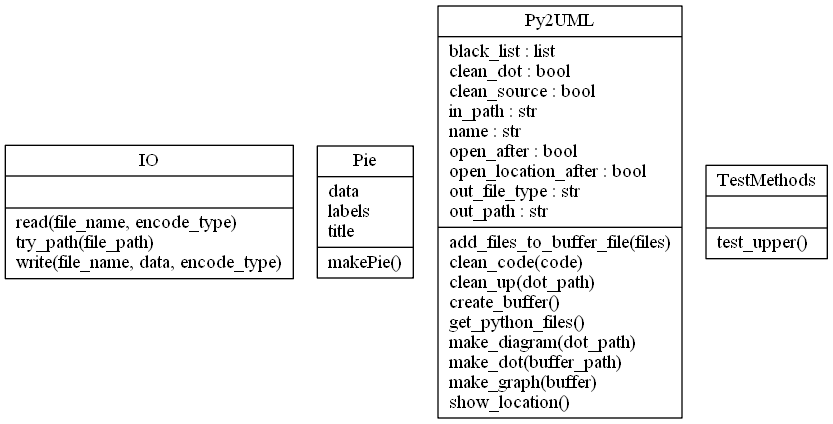 IO
read(file_name, encode_type)
try_path(file_path)
write(file_name, data, encode_type)
Pie
data
labels
title
makePie()
Py2UML
black_list : list
clean_dot : bool
clean_source : bool
in_path : str
name : str
open_after : bool
open_location_after : bool
out_file_type : str
out_path : str
add_files_to_buffer_file(files)
clean_code(code)
clean_up(dot_path)
create_buffer()
get_python_files()
make_diagram(dot_path)
make_dot(buffer_path)
make_graph(buffer)
show_location()
TestMethods
test_upper()